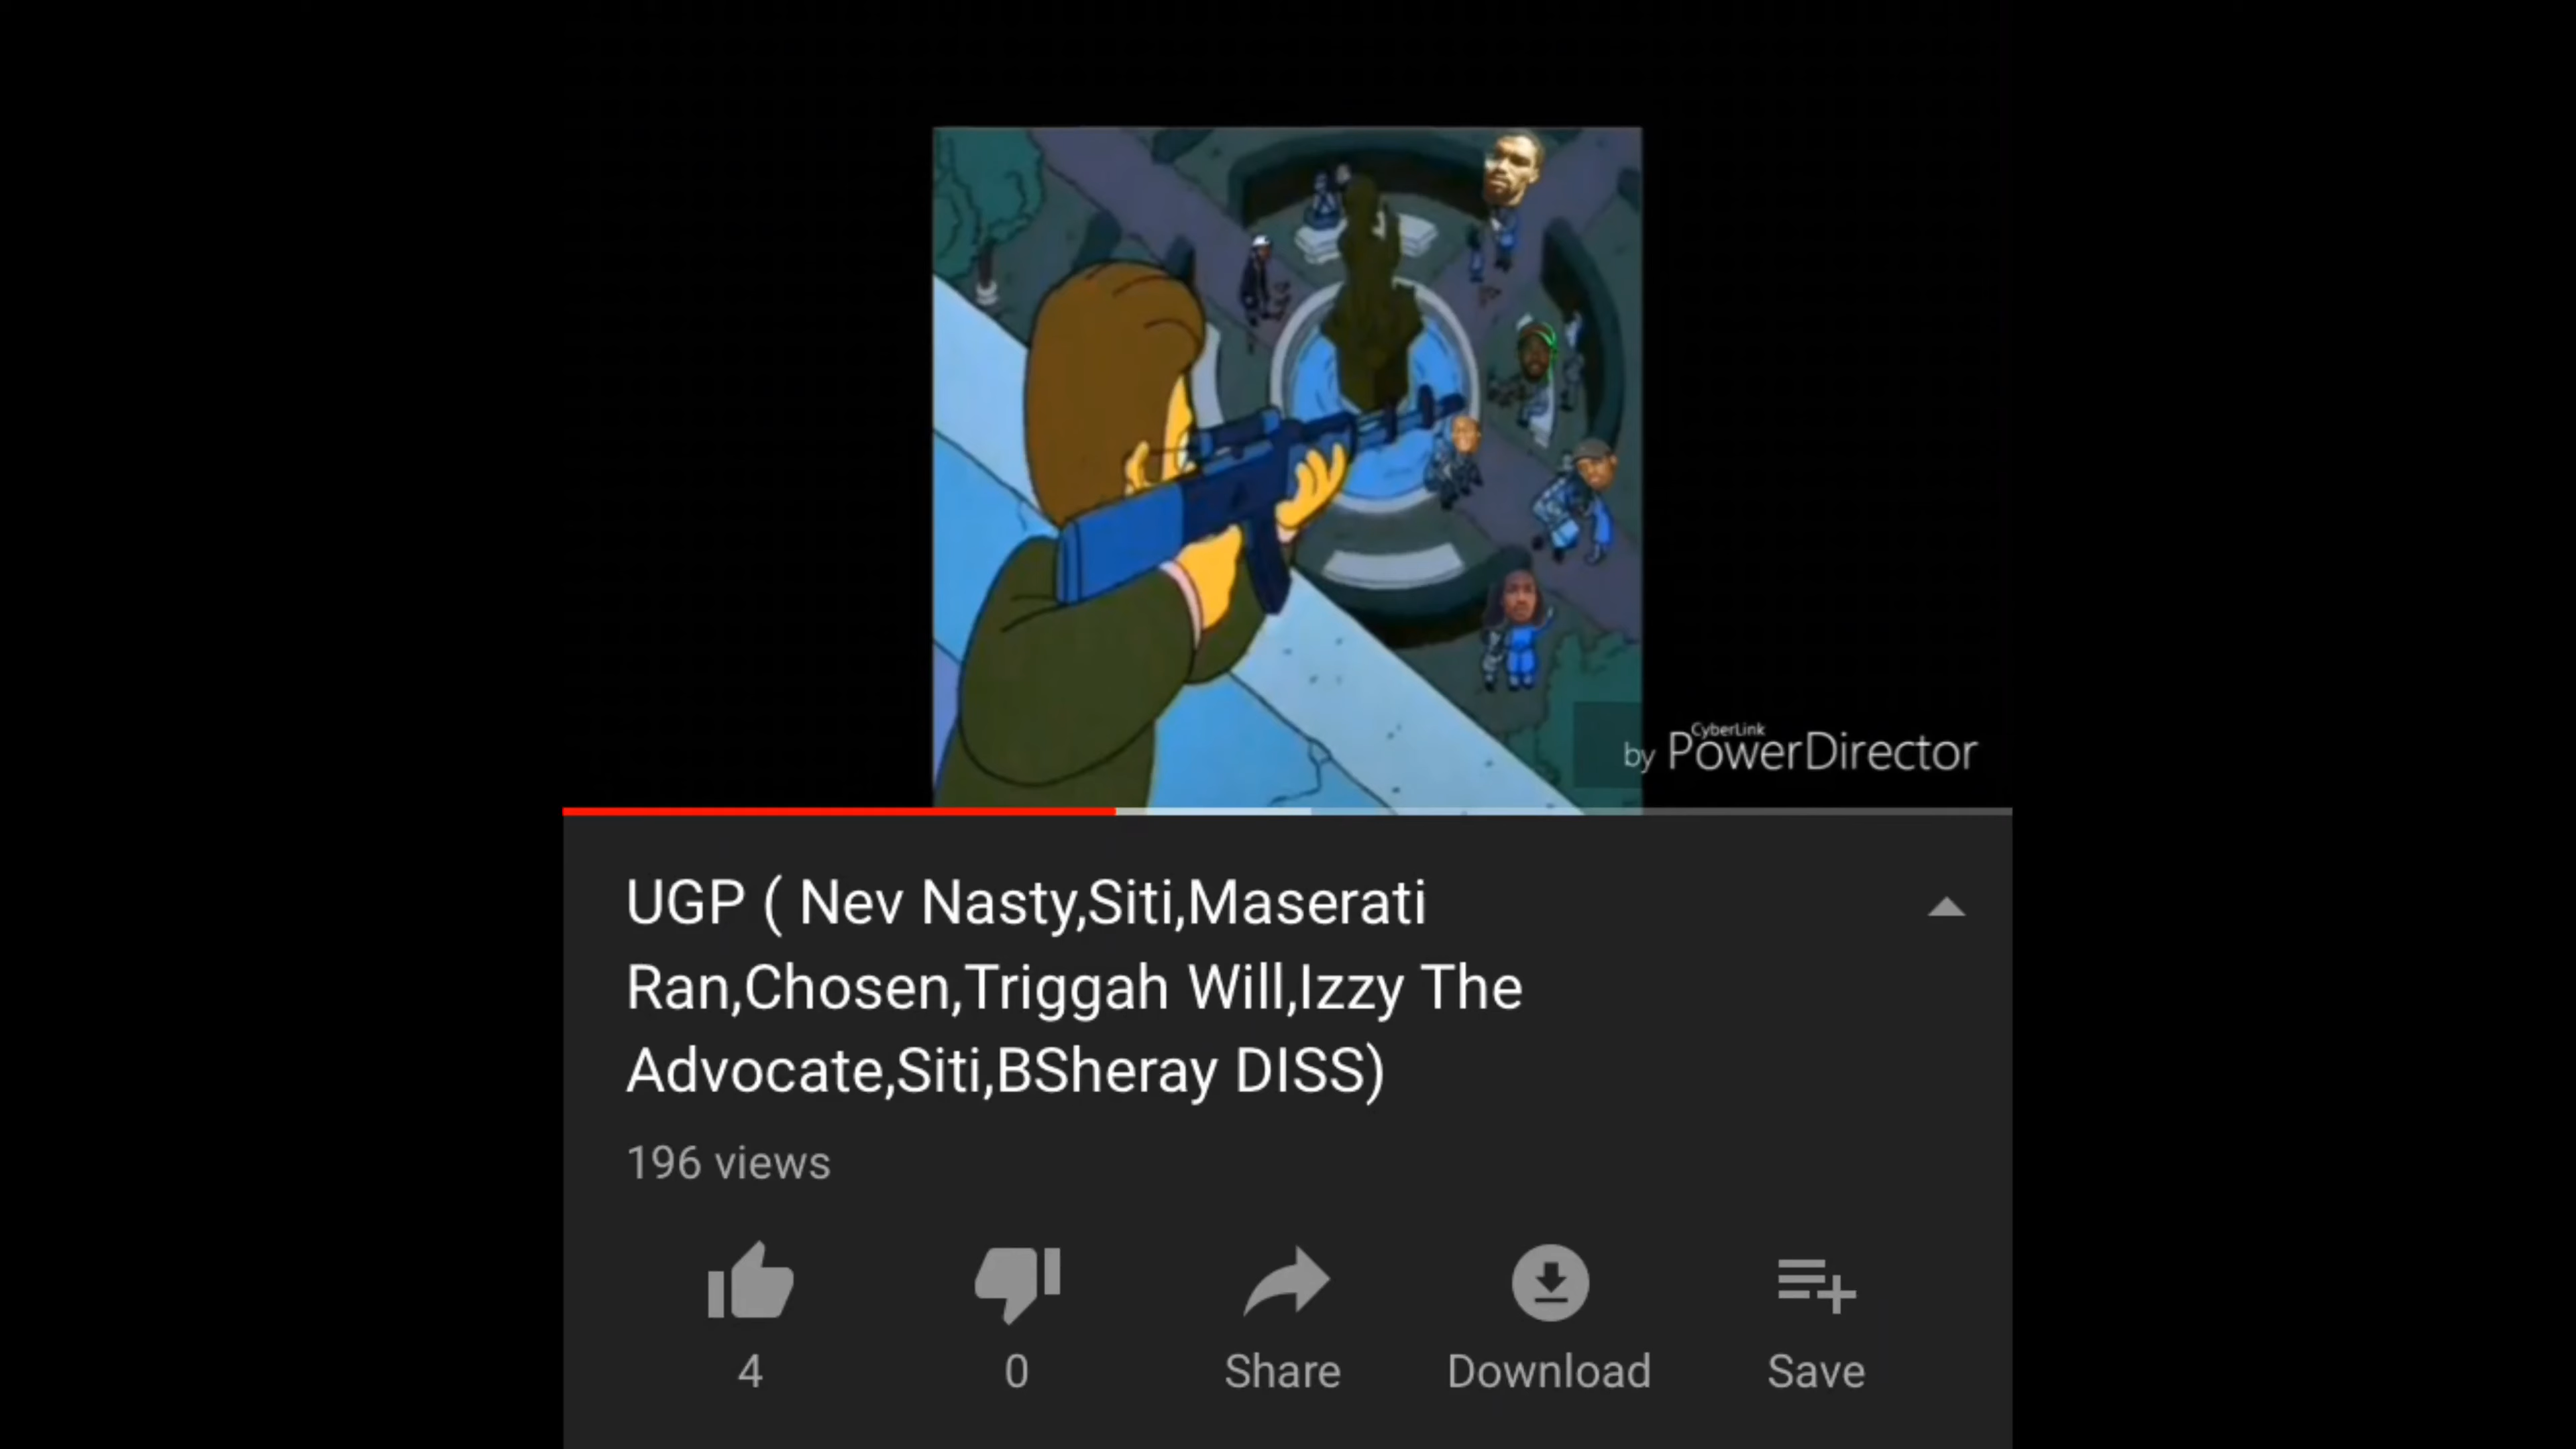 CyberLink
by PowerDirector
UGP ( Nev Nasty,Siti,Maserati
Ran,Chosen,Triggah Will,Izzy The
Advocate,Siti,BSheray DISS)
196 views
4
0
Share
Download
Save